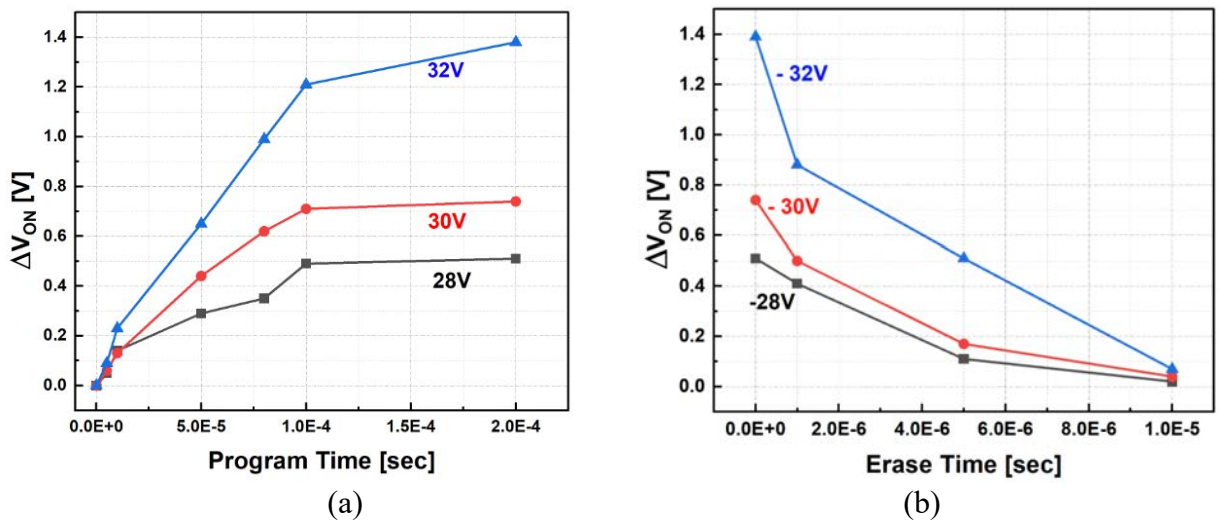 1.4
1.2
1.0
0.8
0.6
0.4
0.2
0.0
ΔV_ON [V]
32V
30V
28V
0.0E+0 5.0E-5 1.0E-4 1.5E-4 2.0E-4
Program Time [sec]
(a)
1.4
1.2
1.0
0.8
0.6
0.4
0.2
0.0
ΔV_ON [V]
- 32V
- 30V
-28V
0.0E+0 2.0E-6 4.0E-6 6.0E-6 8.0E-6 1.0E-5
Erase Time [sec]
(b)